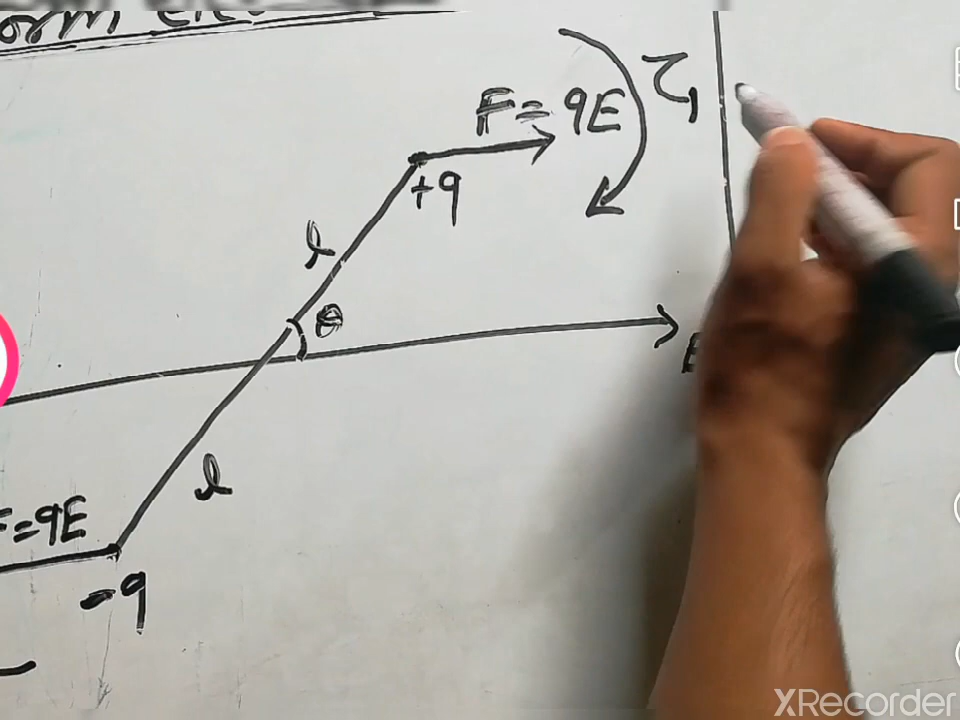 F = qE
τ₁
+q
l
θ
E
l
F=qE
-q
XRecorder